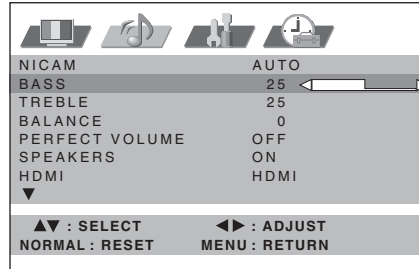 NICAM AUTO
BASS 25
TREBLE 25
BALANCE 0
PERFECT VOLUME OFF
SPEAKERS ON
HDMI HDMI
▼
▲▼ : SELECT ◀▶ : ADJUST
NORMAL : RESET MENU : RETURN